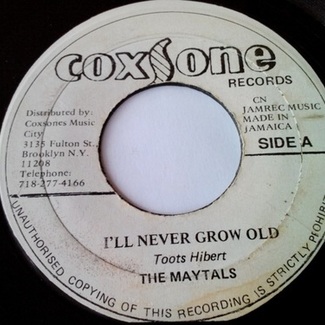 coxsone
RECORDS
Distributed by:
Coxsones Music
City
3135 Fulton St.,
Brooklyn N.Y.
11208
Telephone:
718-277-4166
CN
JAMREC MUSIC
MADE IN
JAMAICA
SIDE A
I'LL NEVER GROW OLD
Toots Hibert
THE MAYTALS
UNAUTHORISED COPYING OF THIS RECORDING IS STRICTLY PROHIBIT